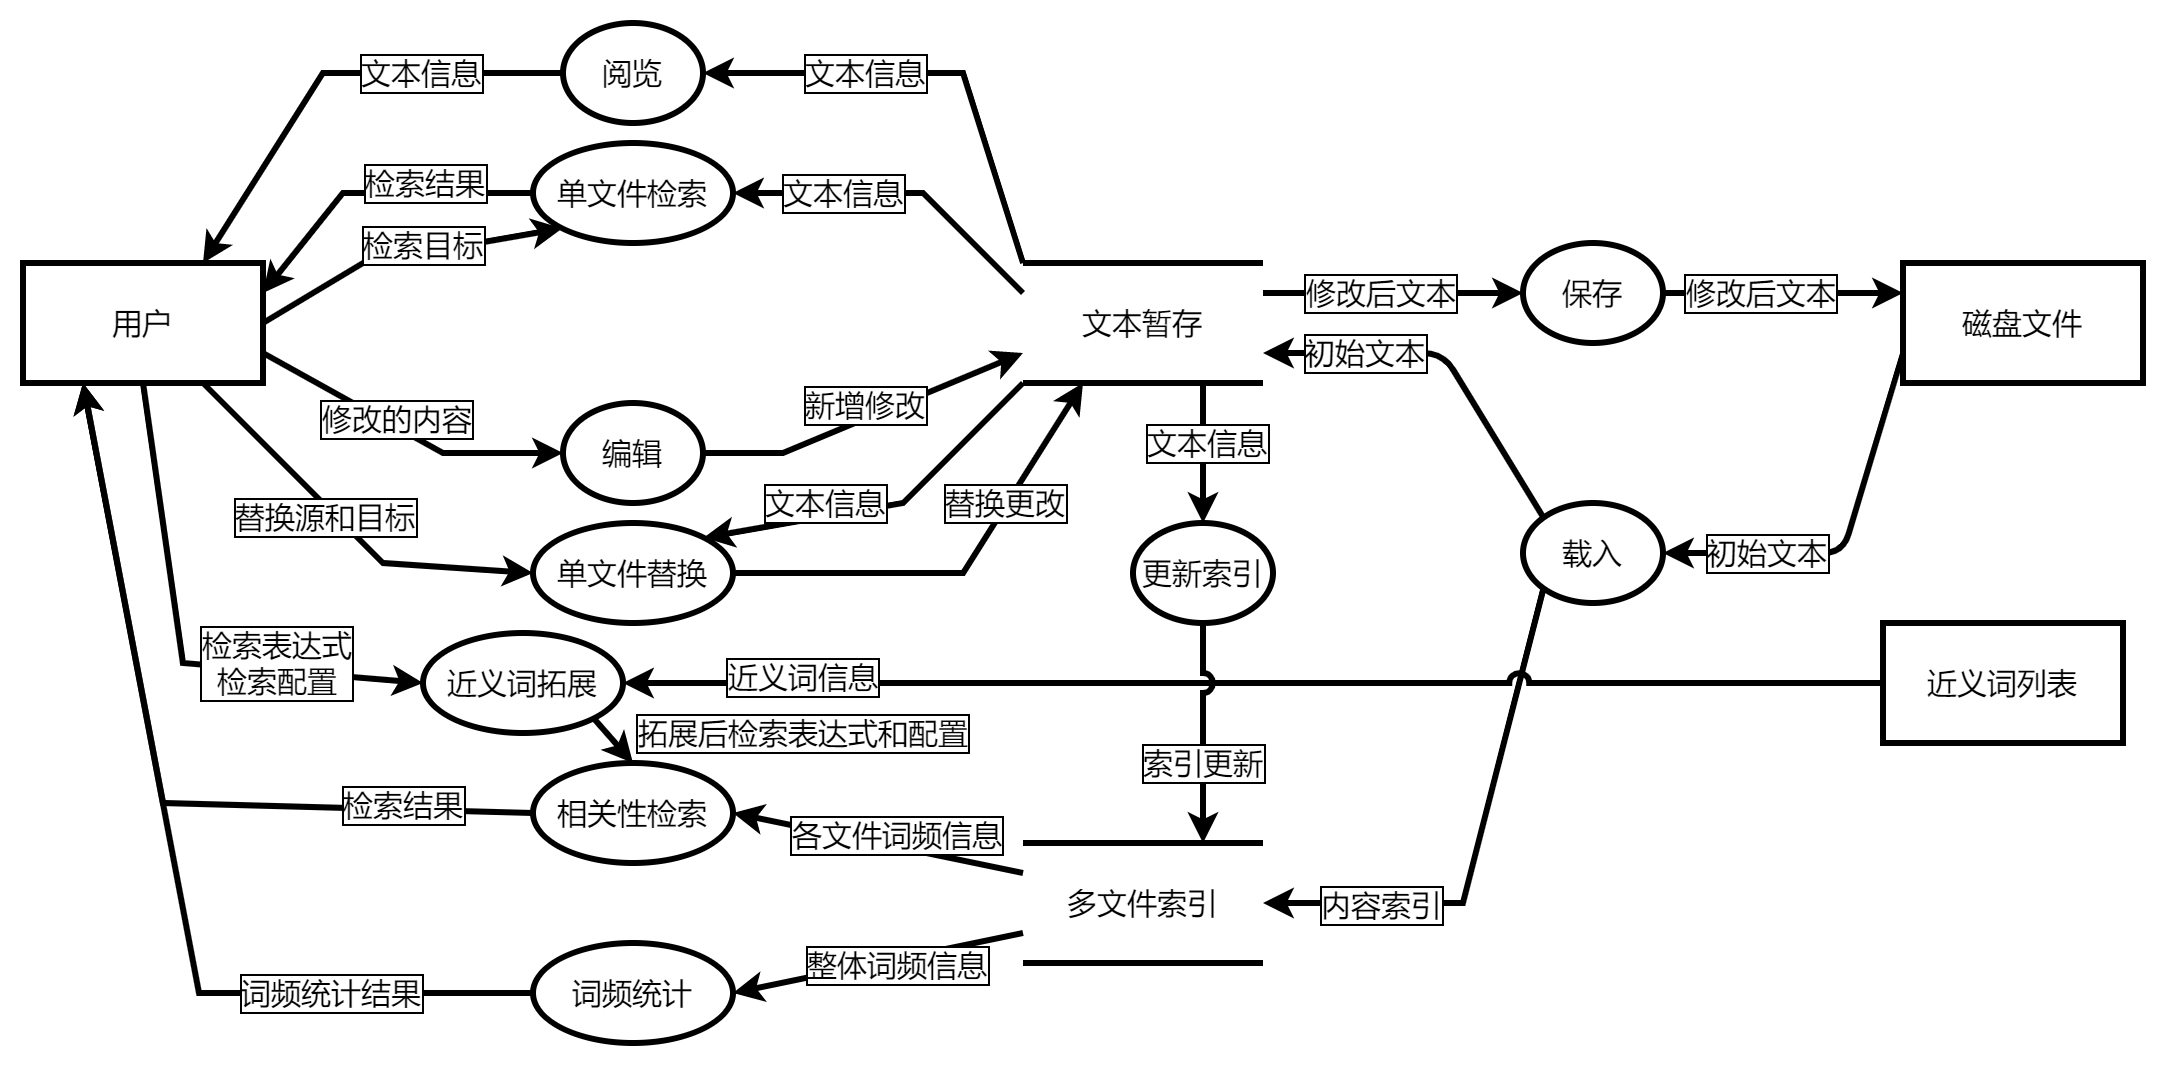 文本信息
阅览
文本信息
检索结果
单文件检索
文本信息
检索目标
用户
文本暂存
修改后文本
保存
修改后文本
磁盘文件
初始文本
修改的内容
编辑
新增修改
文本信息
替换源和目标
文本信息
替换更改
单文件替换
更新索引
载入
初始文本
检索表达式
检索配置
近义词拓展
近义词信息
近义词列表
拓展后检索表达式和配置
索引更新
检索结果
相关性检索
各文件词频信息
多文件索引
内容索引
整体词频信息
词频统计结果
词频统计